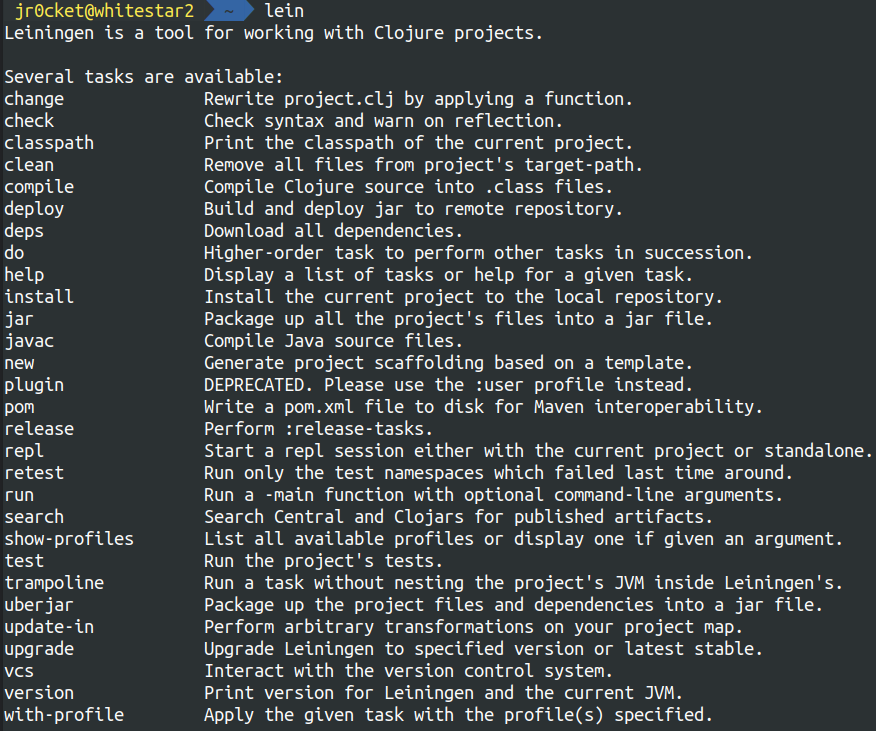 jr0cket@whitestar2 ~ lein
Leiningen is a tool for working with Clojure projects.

Several tasks are available:
change              Rewrite project.clj by applying a function.
check               Check syntax and warn on reflection.
classpath           Print the classpath of the current project.
clean               Remove all files from project's target-path.
compile             Compile Clojure source into .class files.
deploy              Build and deploy jar to remote repository.
deps                Download all dependencies.
do                  Higher-order task to perform other tasks in succession.
help                Display a list of tasks or help for a given task.
install             Install the current project to the local repository.
jar                 Package up all the project's files into a jar file.
javac               Compile Java source files.
new                 Generate project scaffolding based on a template.
plugin              DEPRECATED. Please use the :user profile instead.
pom                 Write a pom.xml file to disk for Maven interoperability.
release             Perform :release-tasks.
repl                Start a repl session either with the current project or standalone.
retest              Run only the test namespaces which failed last time around.
run                 Run a -main function with optional command-line arguments.
search              Search Central and Clojars for published artifacts.
show-profiles       List all available profiles or display one if given an argument.
test                Run the project's tests.
trampoline          Run a task without nesting the project's JVM inside Leiningen's.
uberjar             Package up the project files and dependencies into a jar file.
update-in           Perform arbitrary transformations on your project map.
upgrade             Upgrade Leiningen to specified version or latest stable.
vcs                 Interact with the version control system.
version             Print version for Leiningen and the current JVM.
with-profile        Apply the given task with the profile(s) specified.